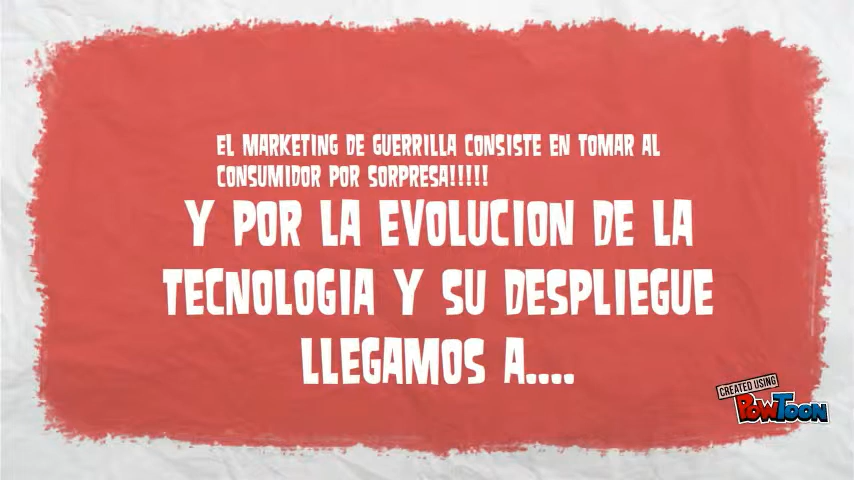 EL MARKETING DE GUERRILLA CONSISTE EN TOMAR AL
CONSUMIDOR POR SORPRESA!!!!!
Y POR LA EVOLUCION DE LA
TECNOLOGIA Y SU DESPLIEGUE
LLEGAMOS A....
CREATED USING
POWTOON